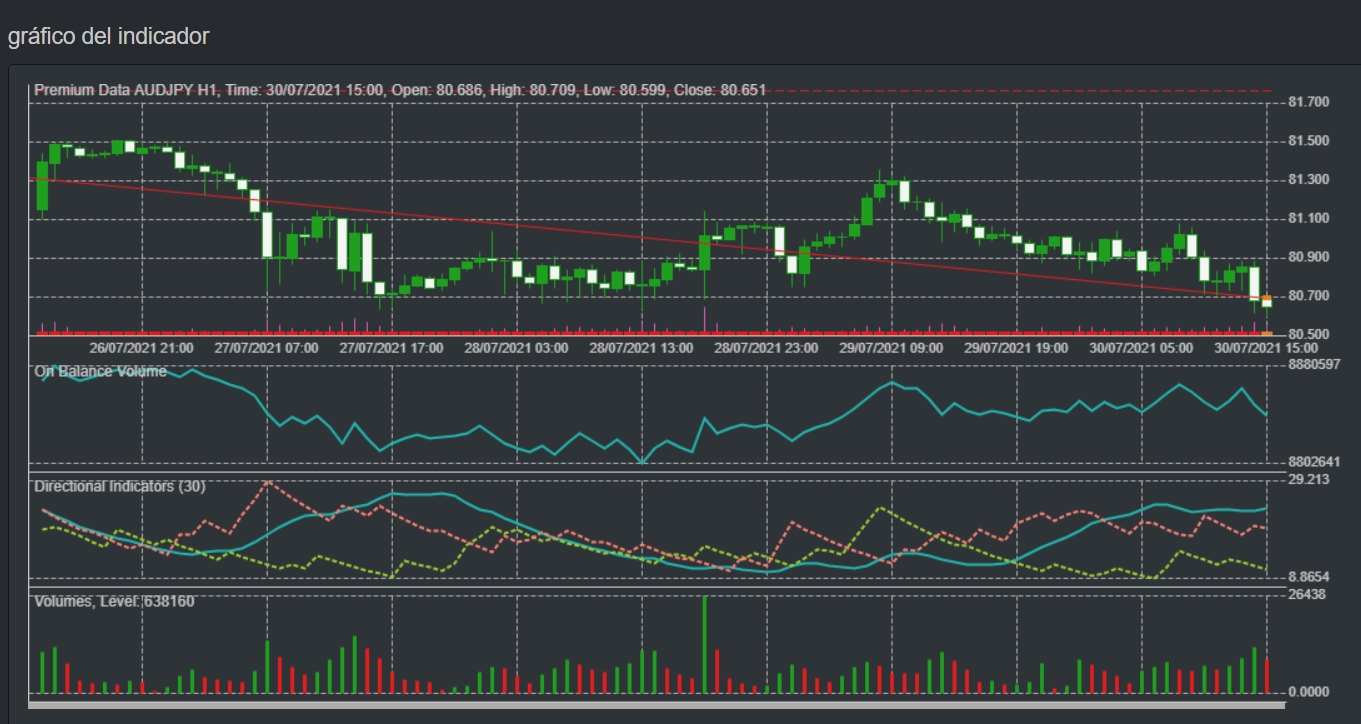 gráfico del indicador
Premium Data AUDJPY H1, Time: 30/07/2021 15:00, Open: 80.686, High: 80.709, Low: 80.599, Close: 80.651
81.700
81.500
81.300
81.100
80.900
80.700
80.500
26/07/2021 21:00 27/07/2021 07:00 27/07/2021 17:00 28/07/2021 03:00 28/07/2021 13:00 28/07/2021 23:00 29/07/2021 09:00 29/07/2021 19:00 30/07/2021 05:00 30/07/2021 15:00
On Balance Volume
8880597
8802641
Directional Indicators (30)
29.213
8.8654
Volumes, Level: 638160
26438
0.0000